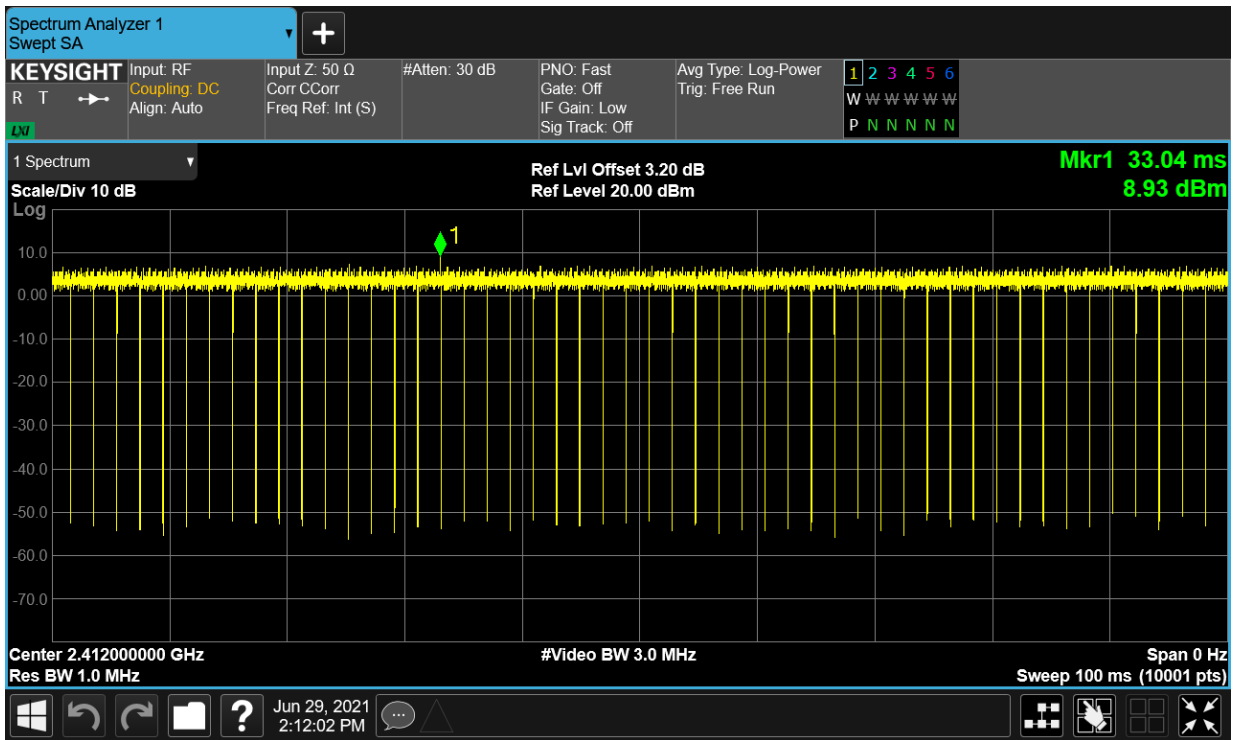 Spectrum Analyzer 1
Swept SA
KEYSIGHT
R T
LXI
Input: RF
Coupling: DC
Align: Auto
Input Z: 50 Ω
Corr CCorr
Freq Ref: Int (S)
#Atten: 30 dB
PNO: Fast
Gate: Off
IF Gain: Low
Sig Track: Off
Avg Type: Log-Power
Trig: Free Run
1 2 3 4 5 6
W W W W W W
P N N N N N
1 Spectrum
Scale/Div 10 dB
Log
Ref Lvl Offset 3.20 dB
Ref Level 20.00 dBm
Mkr1 33.04 ms
8.93 dBm
1
10.0
0.00
-10.0
-20.0
-30.0
-40.0
-50.0
-60.0
-70.0
Center 2.412000000 GHz
Res BW 1.0 MHz
#Video BW 3.0 MHz
Span 0 Hz
Sweep 100 ms (10001 pts)
?
Jun 29, 2021
2:12:02 PM